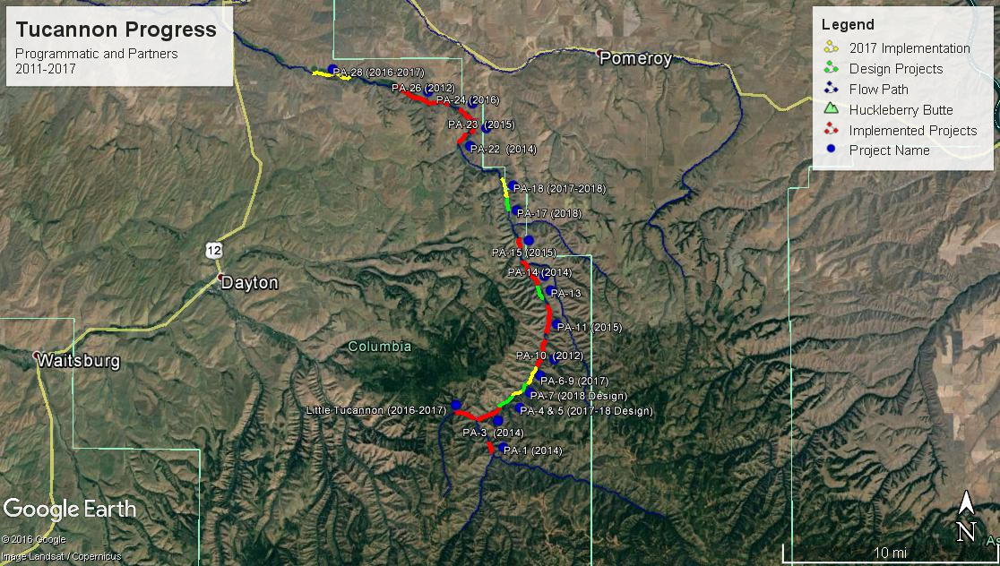 Tucannon Progress
Programmatic and Partners
2011-2017
Legend
2017 Implementation
Design Projects
Flow Path
Huckleberry Butte
Implemented Projects
Project Name
Pomeroy
PA-28 (2016-2017)
PA-26 (2012)
PA-24 (2016)
PA.23 (2015)
PA-22 (2014)
PA-18 (2017-2018)
PA-17 (2018)
PA-15 (2015)
12
PA-14 (2014)
Dayton
PA-13
PA-11 (2015)
Columbia
PA-10 (2012)
Waitsburg
PA-6-9 (2017)
PA-7 (2018 Design)
Little Tucannon (2016-2017)
PA-4 & 5 (2017-18 Design)
PA-3 (2014)
PA-1 (2014)
Google Earth
© 2016 Google
Image Landsat / Copernicus
N
As
10 mi